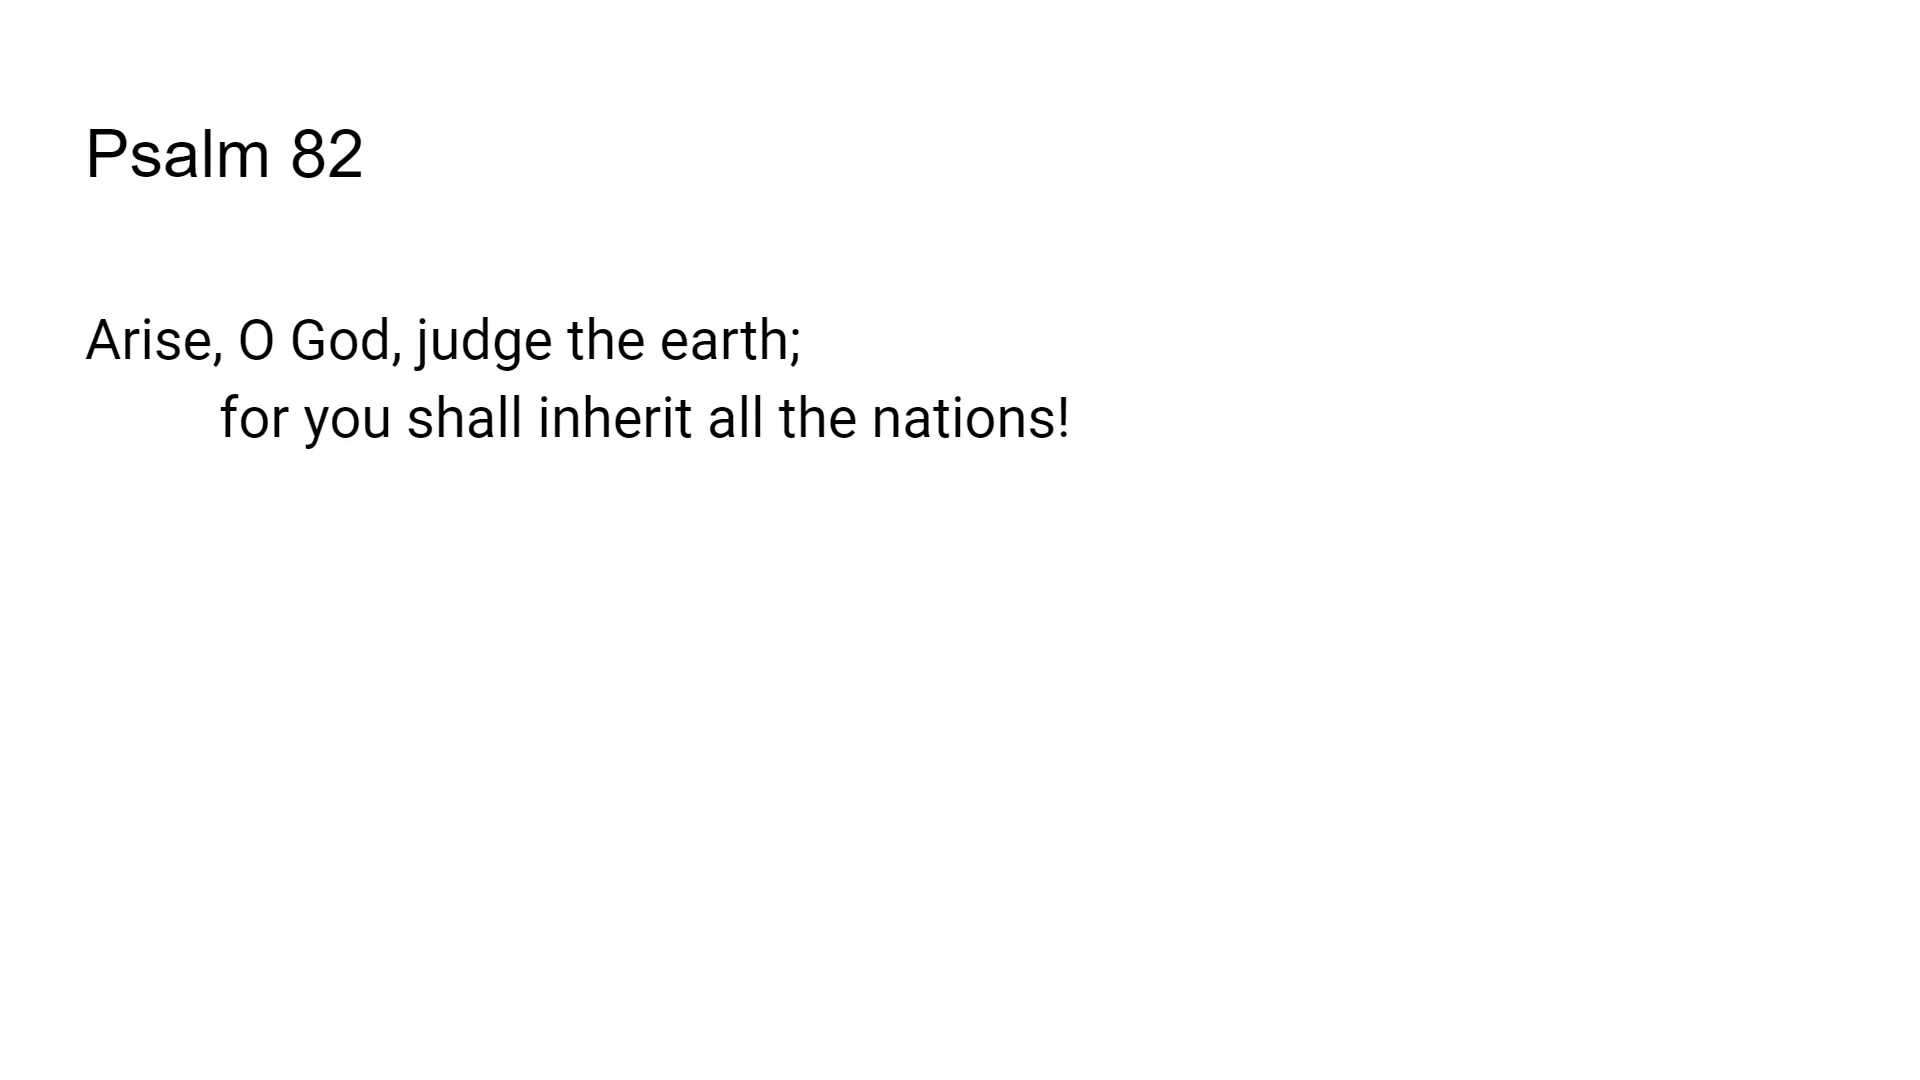 Psalm 82
Arise, O God, judge the earth;
for you shall inherit all the nations!